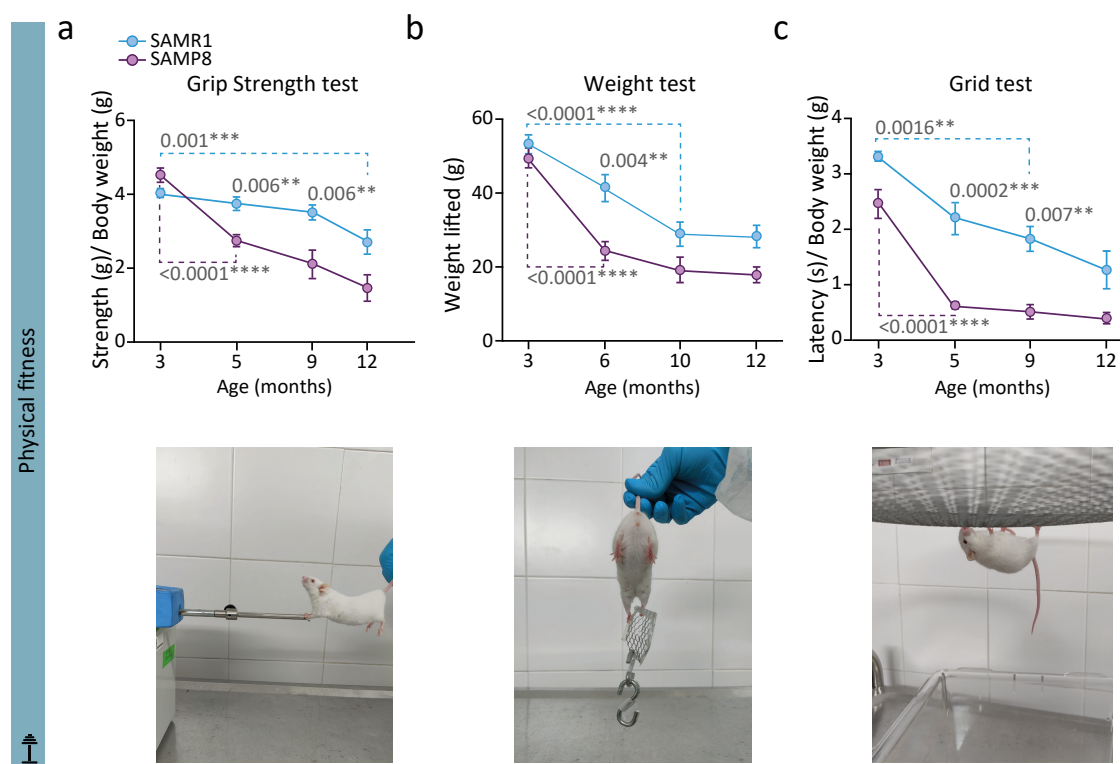 Physical fitness
a
SAMR1
SAMP8
Grip Strength test
Strength (g)/ Body weight (g)
6
4
2
0
0.001***
0.006**
0.006**
<0.0001****
3 5 9 12
Age (months)
b
Weight test
Weight lifted (g)
60
40
20
0
<0.0001****
0.004**
<0.0001****
3 6 10 12
Age (months)
c
Grid test
Latency (s)/ Body weight (g)
4
3
2
1
0
0.0016**
0.0002***
0.007**
<0.0001****
3 5 9 12
Age (months)